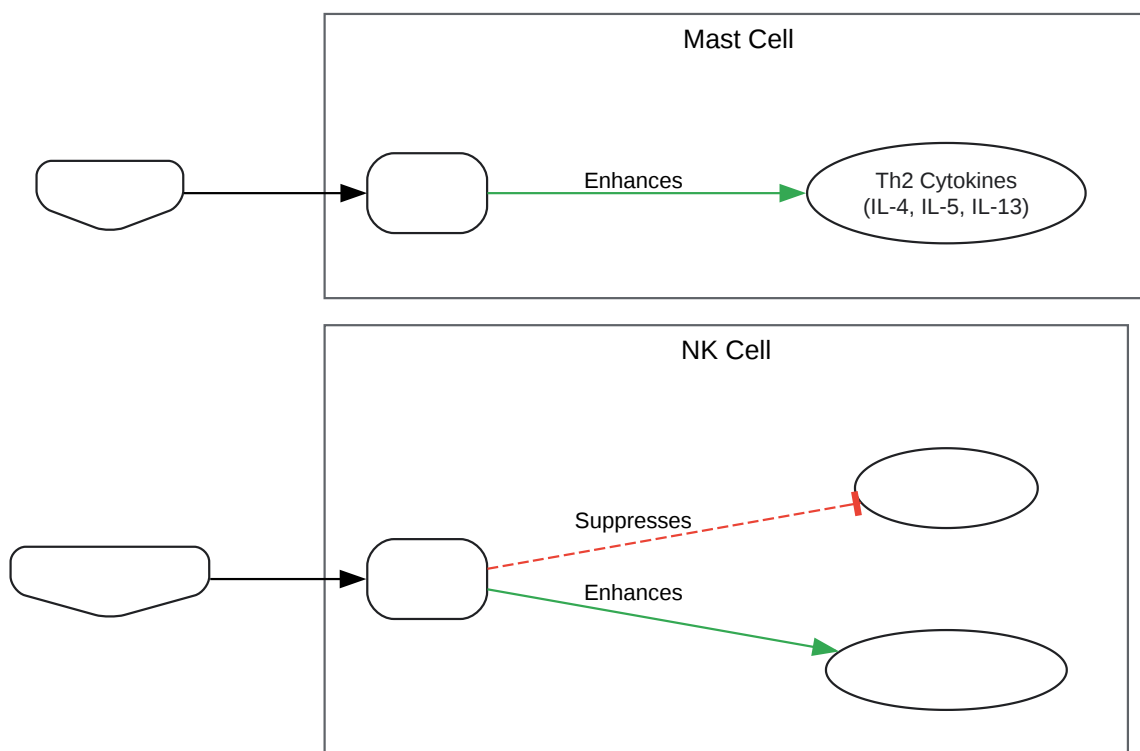 Mast Cell
Enhances
Th2 Cytokines
(IL-4, IL-5, IL-13)
NK Cell
Suppresses
Enhances